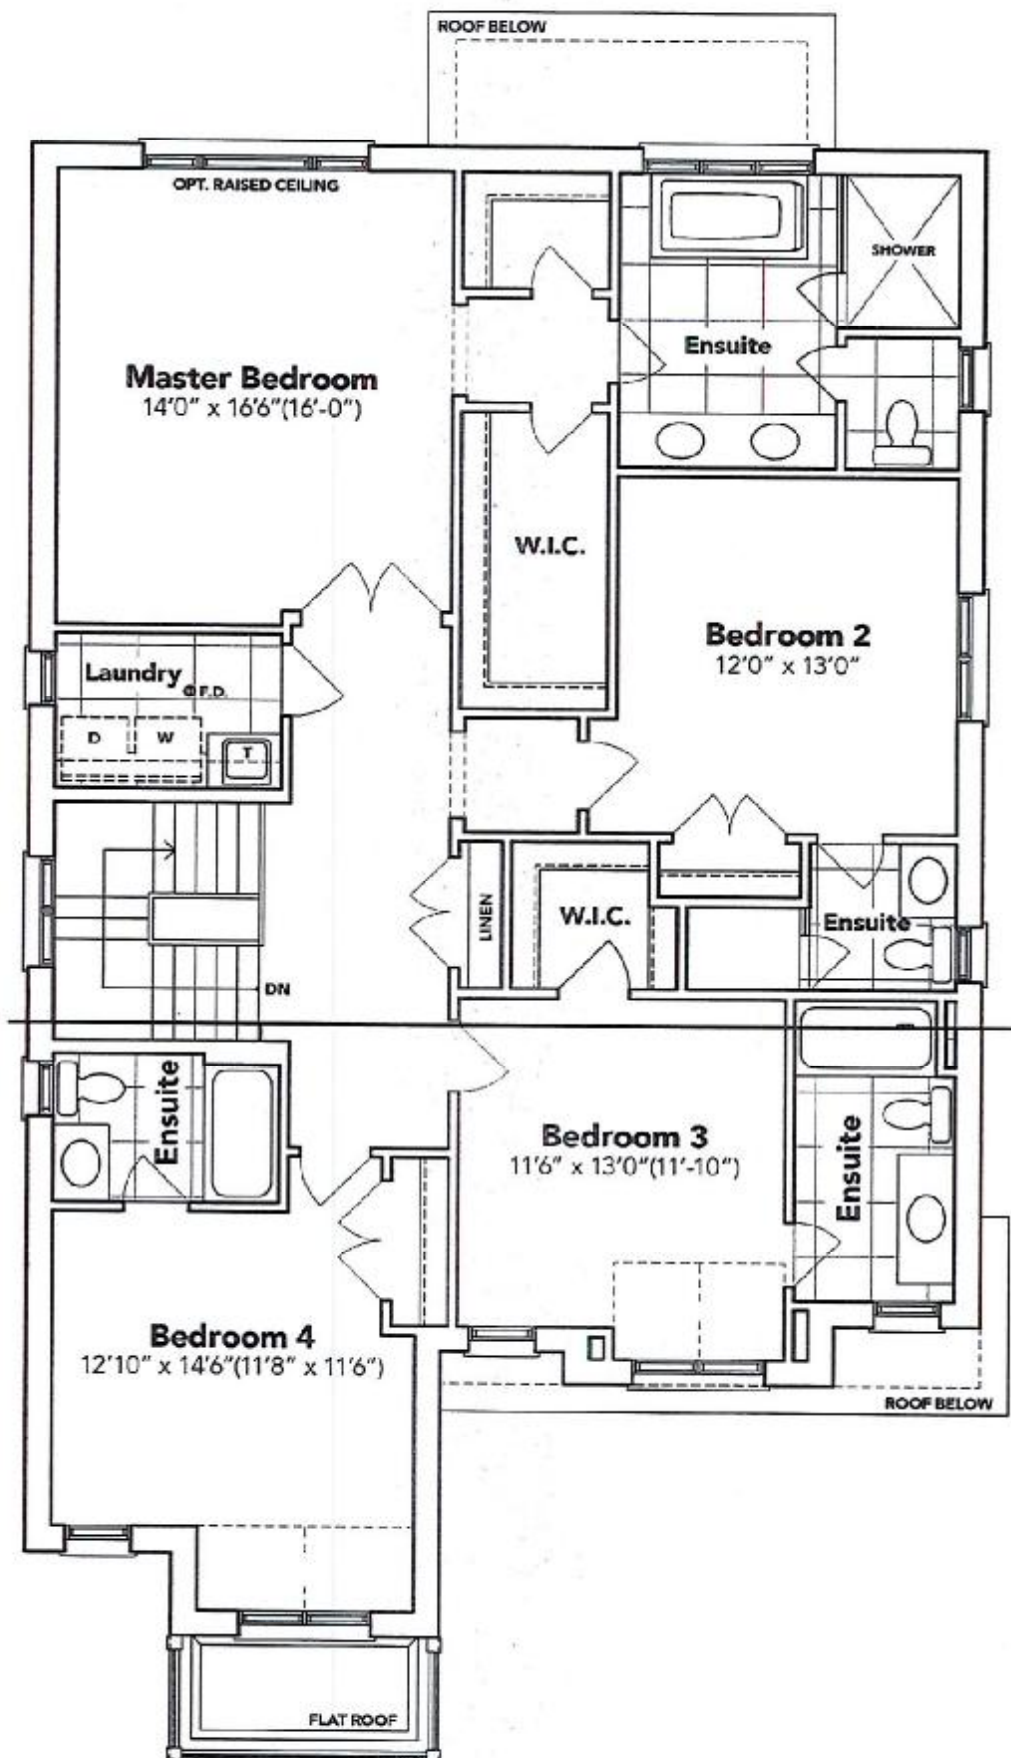 ROOF BELOW
OPT. RAISED CEILING
SHOWER
Ensuite
Master Bedroom
14'0" x 16'6"(16'-0")
W.I.C.
Bedroom 2
12'0" x 13'0"
Laundry
F.D.
D
W
T
LINEN
W.I.C.
Ensuite
DN
Ensuite
Bedroom 3
11'6" x 13'0"(11'-10")
Ensuite
Bedroom 4
12'10" x 14'6"(11'8" x 11'6")
ROOF BELOW
FLAT ROOF